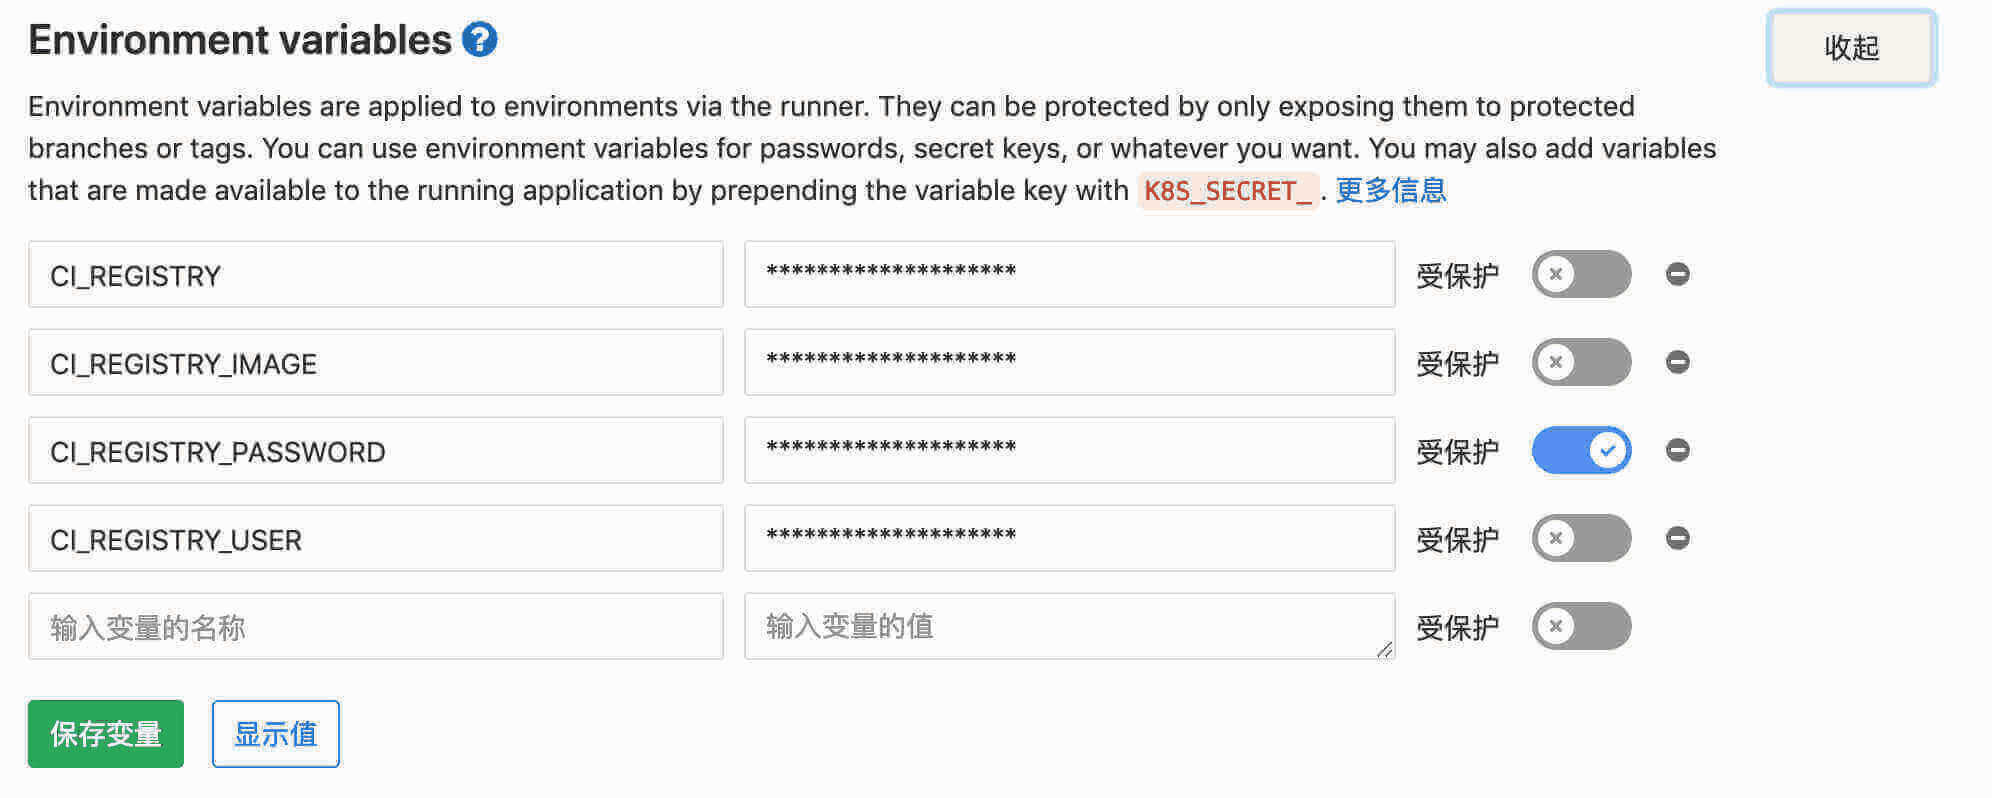 Environment variables ?
收起
Environment variables are applied to environments via the runner. They can be protected by only exposing them to protected
branches or tags. You can use environment variables for passwords, secret keys, or whatever you want. You may also add variables
that are made available to the running application by prepending the variable key with K8S_SECRET_. 更多信息
CI_REGISTRY ******************** 受保护
CI_REGISTRY_IMAGE ******************** 受保护
CI_REGISTRY_PASSWORD ******************** 受保护
CI_REGISTRY_USER ******************** 受保护
输入变量的名称 输入变量的值 受保护
保存变量 显示值